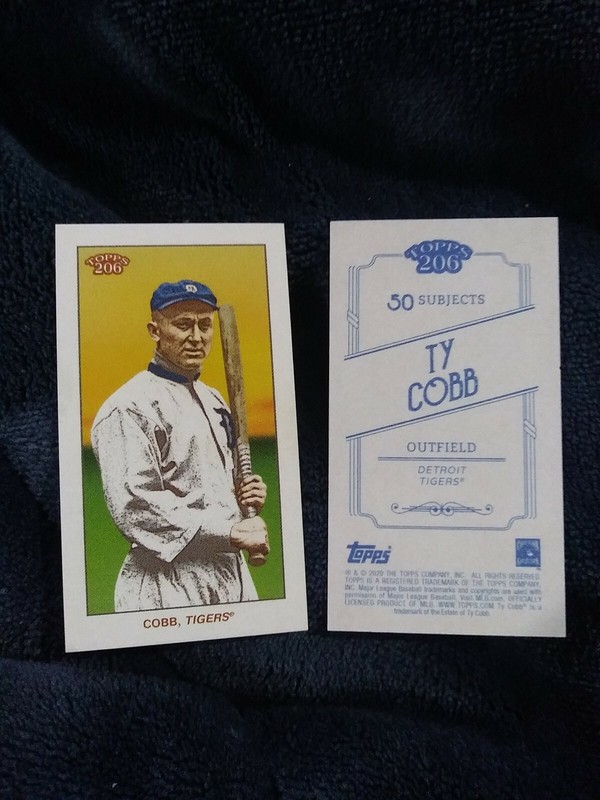 TOPPS
206
COBB, TIGERS®
TOPPS
206
50 SUBJECTS
TY
COBB
OUTFIELD
DETROIT
TIGERS®
topps®
® & © 2020 THE TOPPS COMPANY, INC. ALL RIGHTS RESERVED.
TOPPS IS A REGISTERED TRADEMARK OF THE TOPPS COMPANY,
INC. Major League Baseball trademarks and copyrights are used with
permission of Major League Baseball. Visit MLB.com. OFFICIALLY
LICENSED PRODUCT OF MLB. WWW.TOPPS.COM Ty Cobb® is a
trademark of the Estate of Ty Cobb.